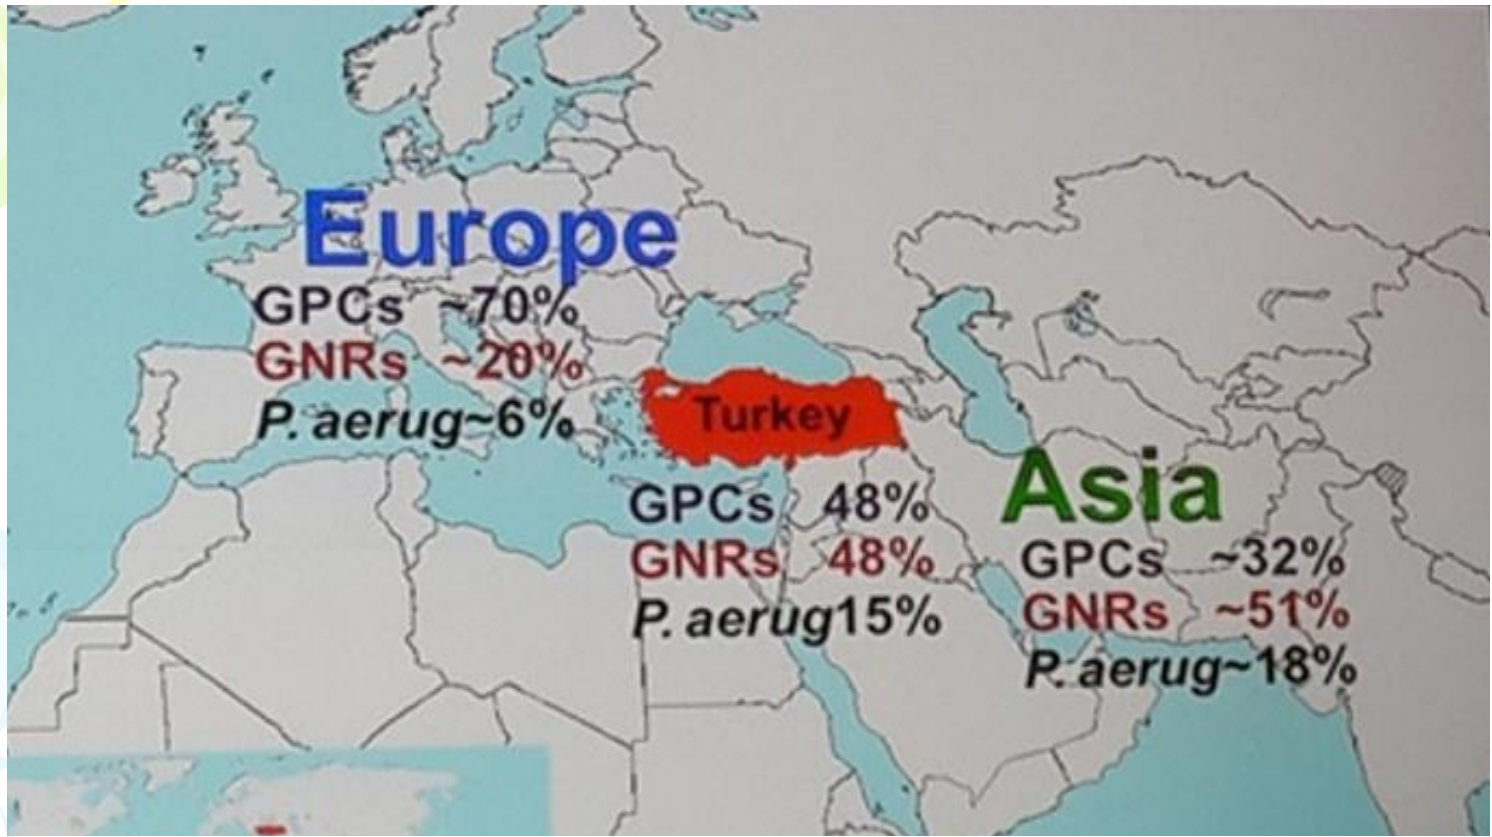 Europe
GPCs ~70%
GNRs ~20%
P. aerug~6%
Turkey
GPCs 48%
GNRs 48%
P. aerug15%
Asia
GPCs ~32%
GNRs ~51%
P. aerug~18%